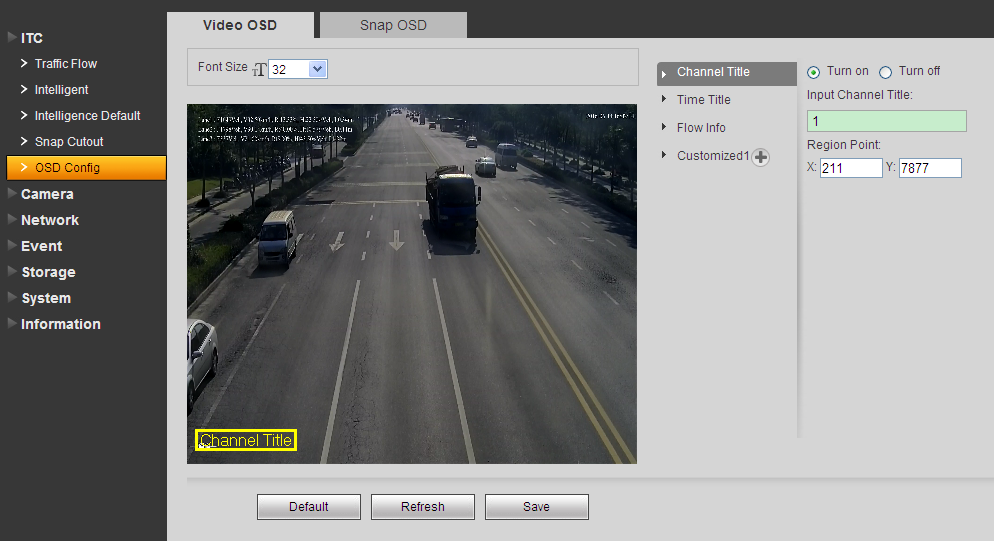 Video OSD
Snap OSD
ITC
Traffic Flow
Intelligent
Intelligence Default
Snap Cutout
OSD Config
Camera
Network
Event
Storage
System
Information
Font Size
32
Channel Title
Channel Title
Time Title
Flow Info
Customized1
Turn on Turn off
Input Channel Title:
1
Region Point:
X: 211 Y: 7877
Default Refresh Save